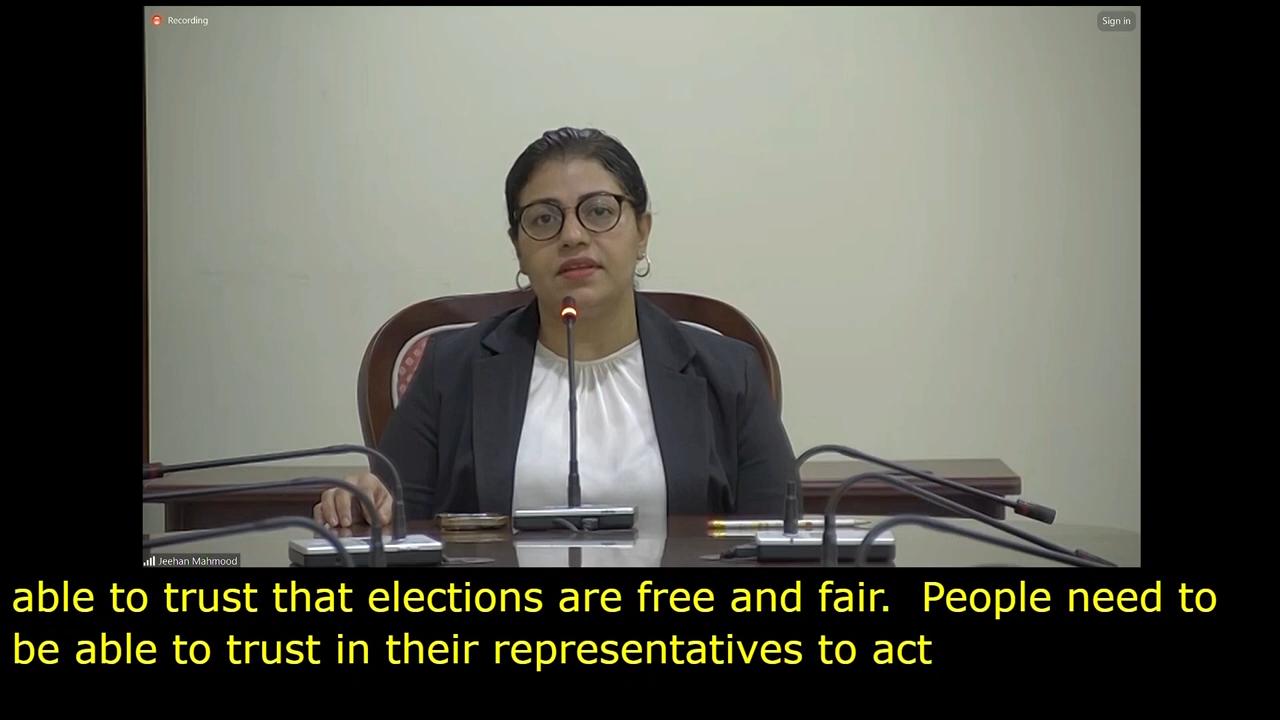 Recording
Sign in
Jeehan Mahmood
able to trust that elections are free and fair.  People need to
be able to trust in their representatives to act